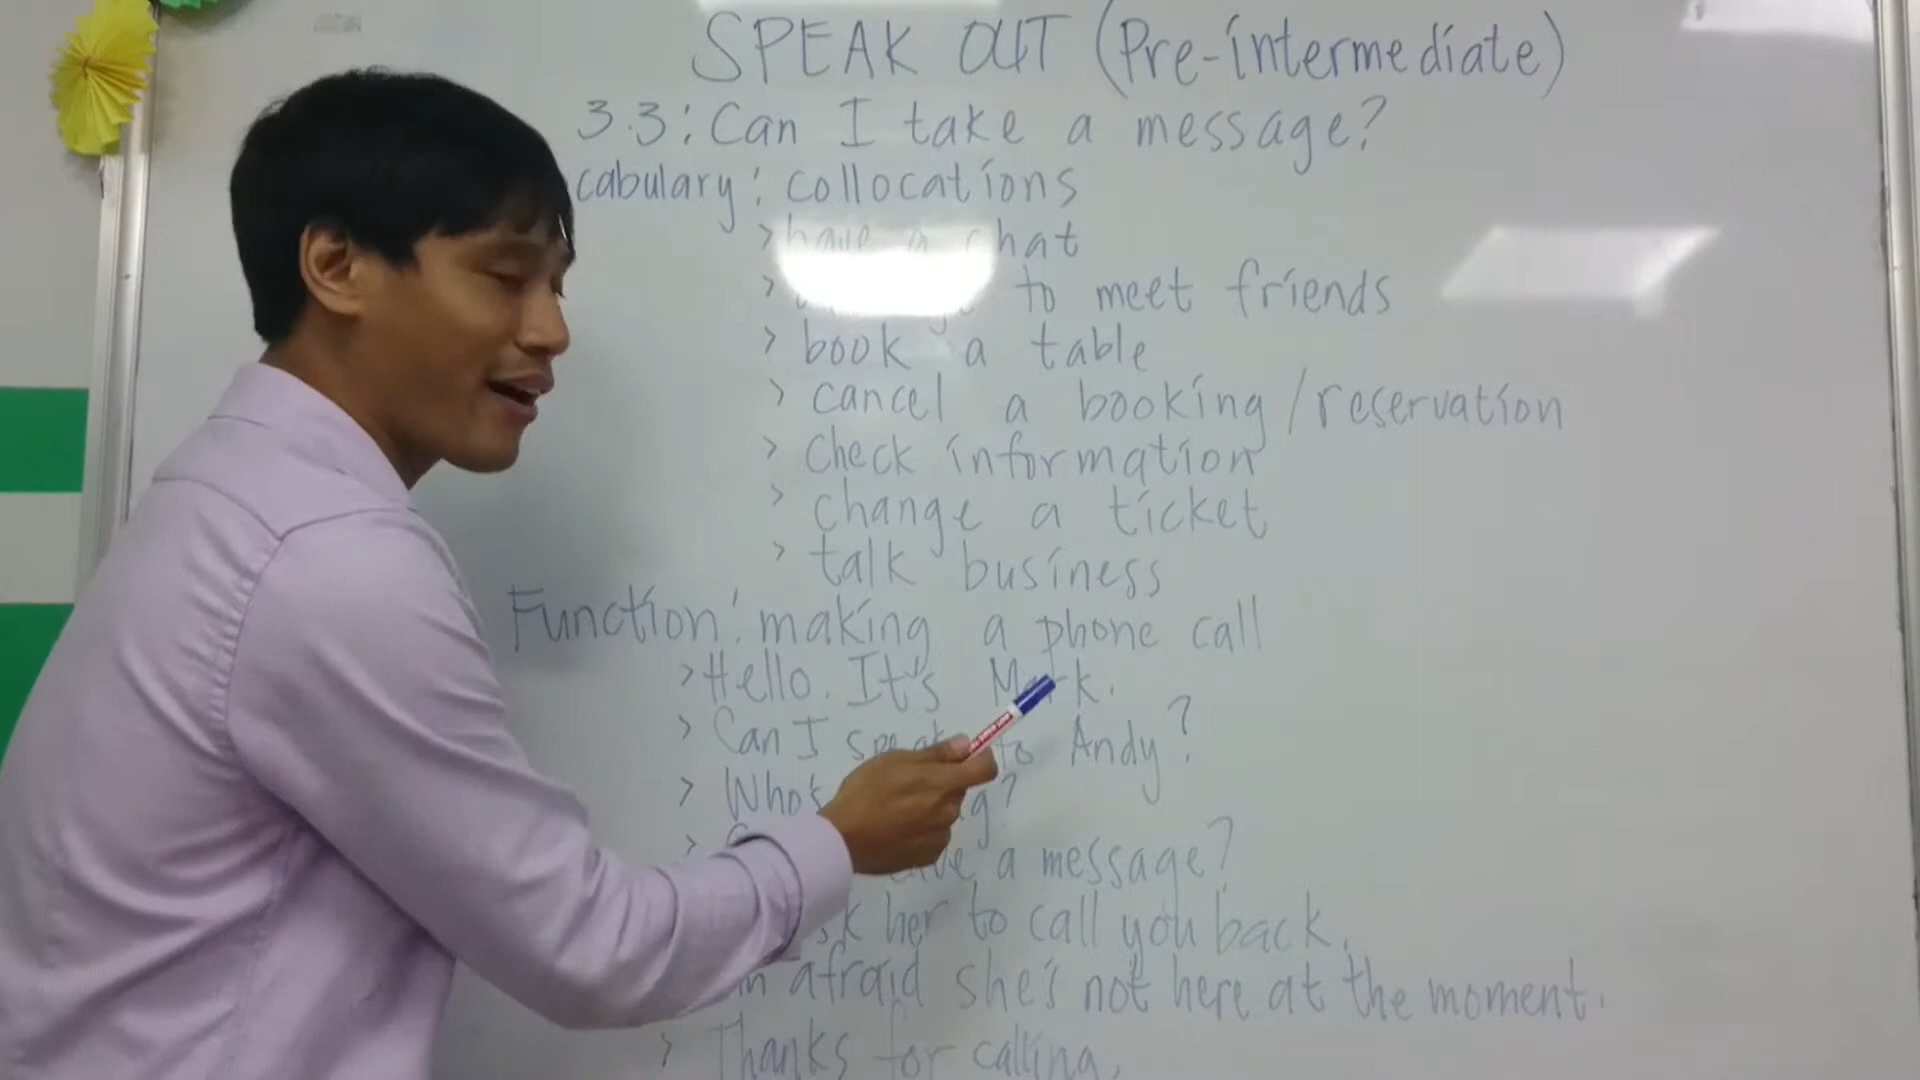 SPEAK OUT (Pre-intermediate)
3.3: Can I take a message?
cabulary: collocations
> have a chat
> to meet friends
> book a table
> cancel a booking/reservation
> check information
> change a ticket
> talk business
Function: making a phone call
> Hello. It's Mark.
> Can I speak to Andy?
> Who's
> a message?
her to call you back.
afraid she's not here at the moment.
> Thanks for calling.